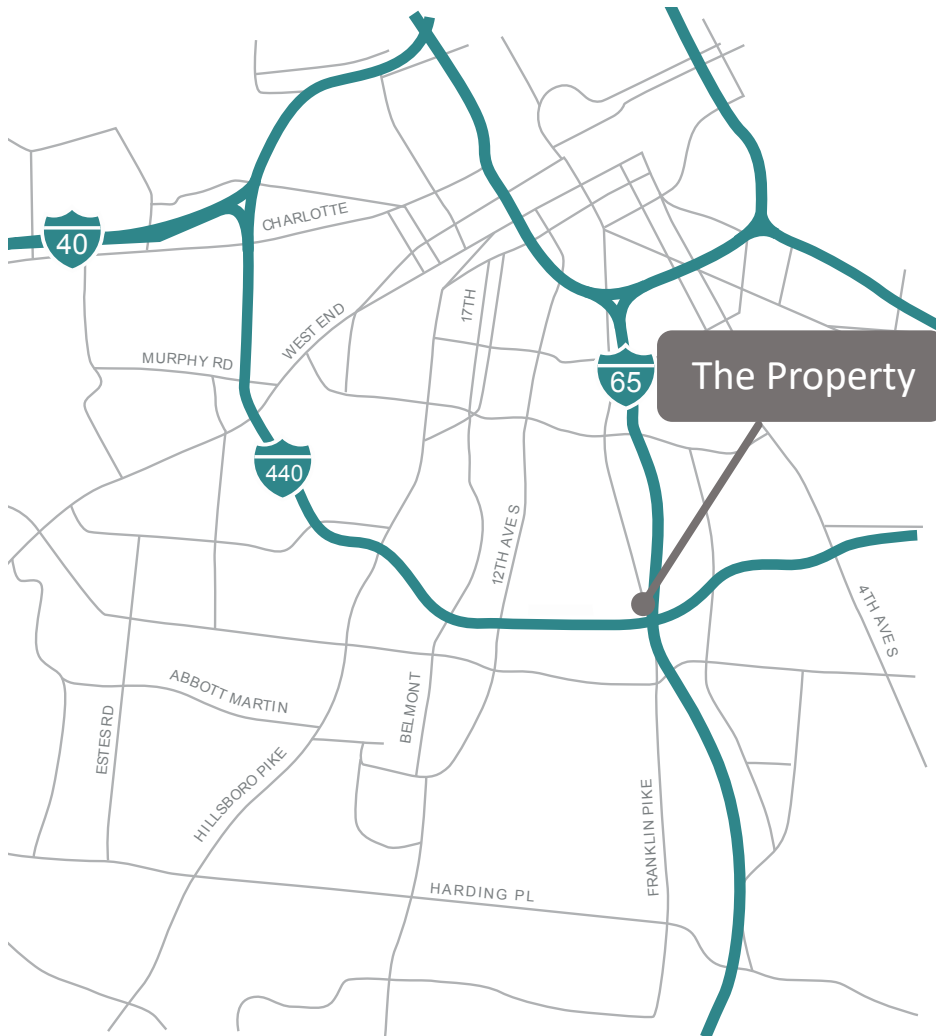 CHARLOTTE
40
17TH
WEST END
MURPHY RD
65
The Property
440
12TH AVE S
4TH AVE S
ABBOTT MARTIN
BELMONT
ESTES RD
HILLSBORO PIKE
FRANKLIN PIKE
HARDING PL